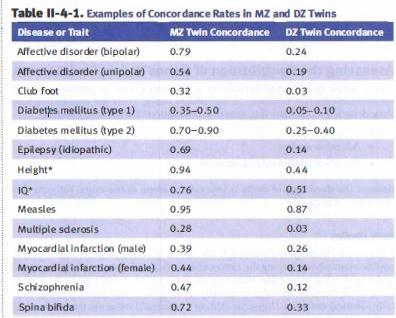 Table II-4-1. Examples of Concordance Rates in MZ and DZ Twins
Disease or Trait MZ Twin Concordance DZ Twin Concordance
Affective disorder (bipolar) 0.79 0.24
Affective disorder (unipolar) 0.54 0.19
Club foot 0.32 0.03
Diabetes mellitus (type 1) 0.35–0.50 0.05–0.10
Diabetes mellitus (type 2) 0.70–0.90 0.25–0.40
Epilepsy (idiopathic) 0.69 0.14
Height* 0.94 0.44
IQ* 0.76 0.51
Measles 0.95 0.87
Multiple sclerosis 0.28 0.03
Myocardial infarction (male) 0.39 0.26
Myocardial infarction (female) 0.44 0.14
Schizophrenia 0.47 0.12
Spina bifida 0.72 0.33